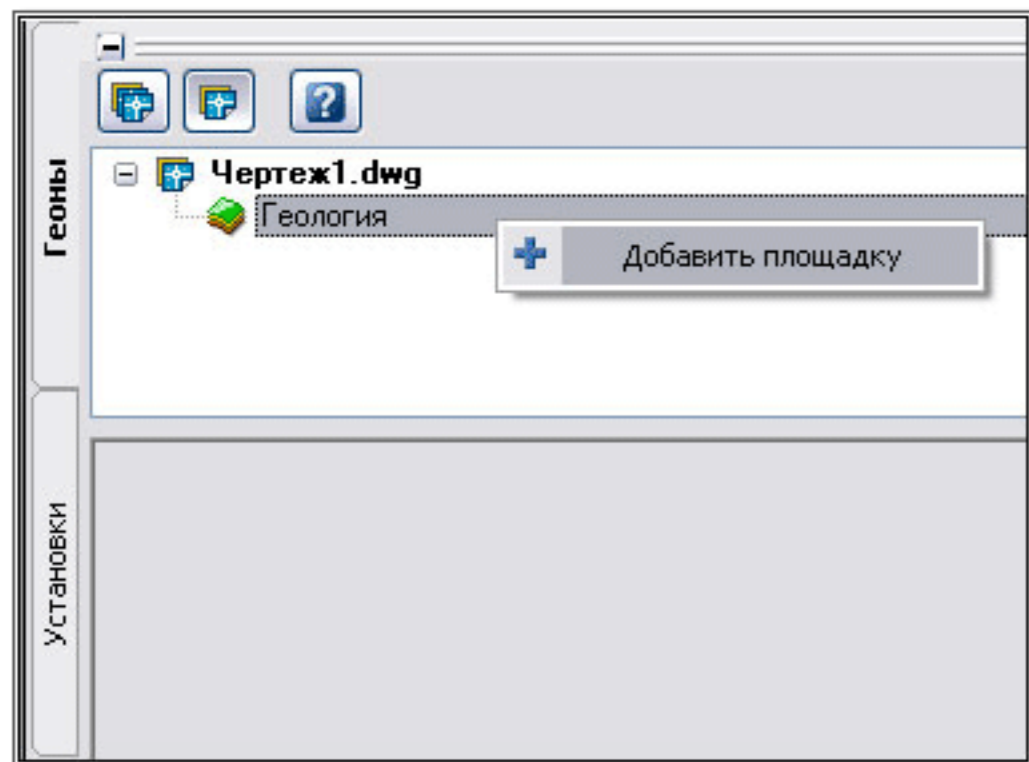 Геоны
Чертеж1.dwg
Геология
Добавить площадку
Установки